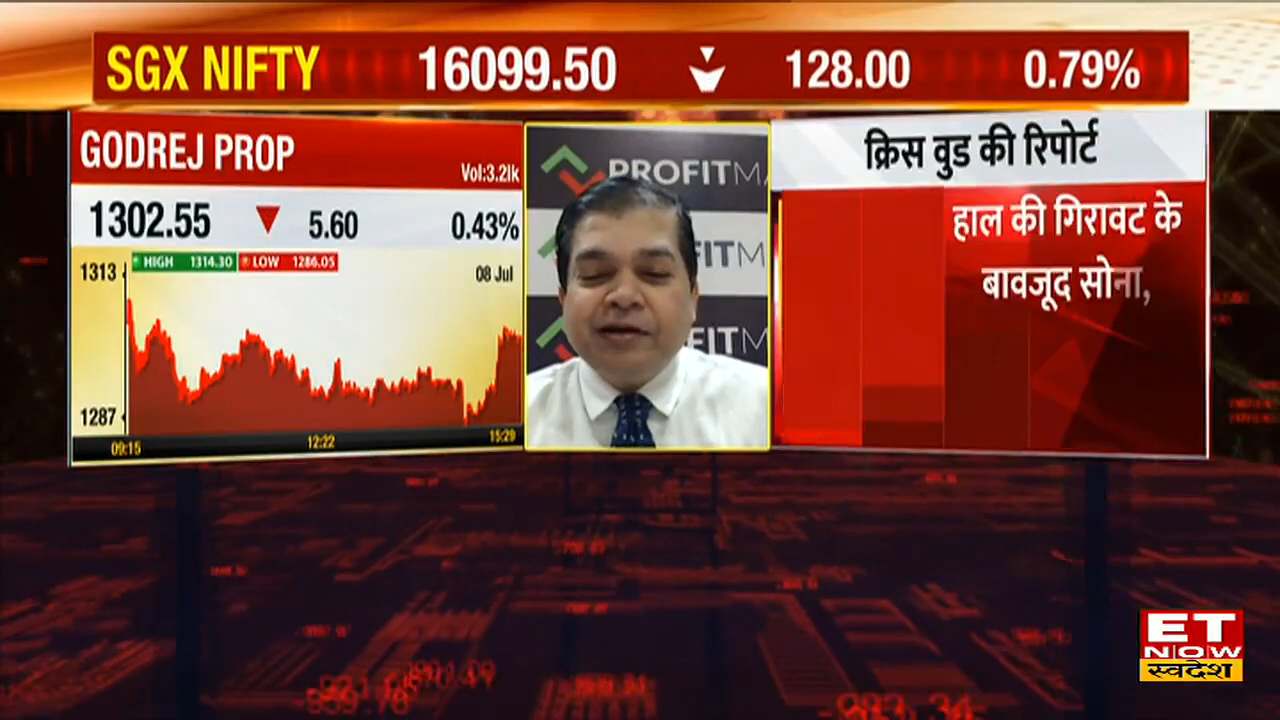 SGX NIFTY 16099.50 128.00 0.79%
GODREJ PROP
Vol:3.2lk
1302.55 5.60 0.43%
HIGH 1314.30 LOW 1286.05
08 Jul
1313
1287
09:15 12:22 15:29
PROFITM
FITM
FITM
क्रिस वुड की रिपोर्ट
हाल की गिरावट के
बावजूद सोना,
ET
NOW
स्वदेश